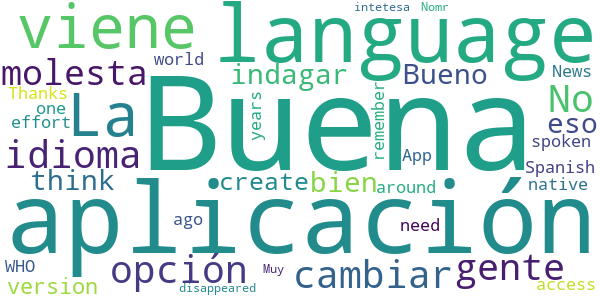 intetesa Nomr
viene language
world
molesta indagar Bueno News
Thanks
one years remember No
effort La Buena eso
App spoken
idioma Spanish
think create bien around native
aplicación
ago need
WHO opción Muy cambiar gente
version disappeared access